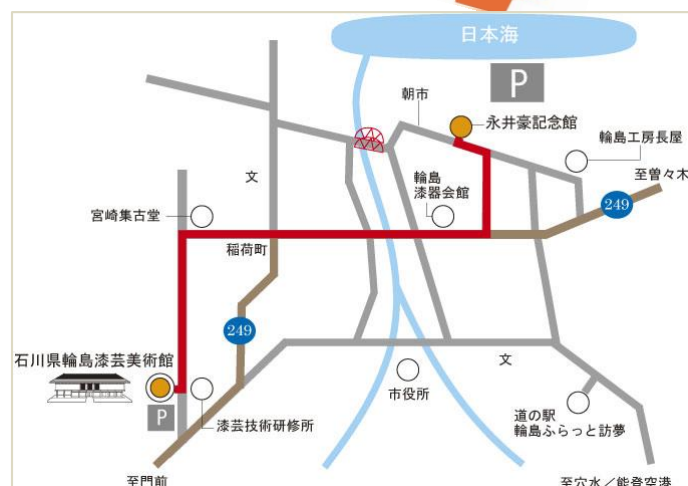 日本海
P
朝市
永井豪記念館
輪島工房長屋
至曽々木
249
文
輪島
漆器会館
宮崎集古堂
稲荷町
249
石川県輪島漆芸美術館
P
漆芸技術研修所
市役所
文
道の駅
輪島ふらっと訪夢
至門前
至穴水/能登空港